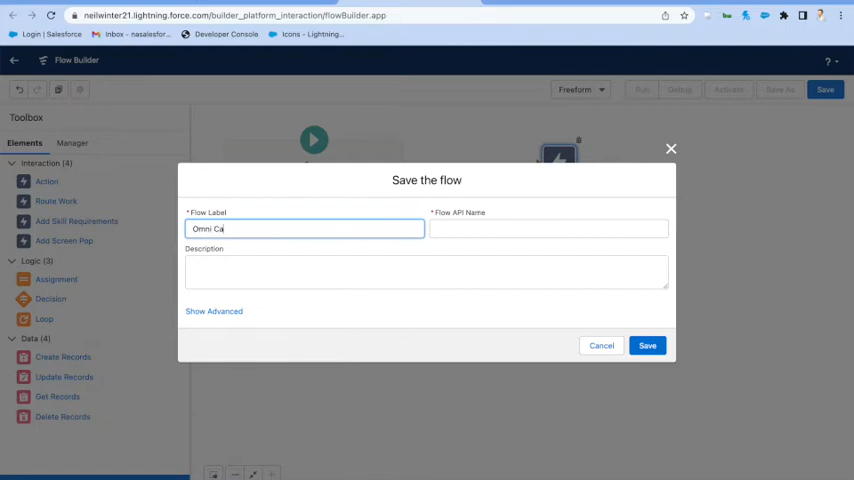 neilwinter21.lightning.force.com/builder_platform_interaction/flowBuilder.app
Login | Salesforce
Inbox - nasalesfor...
Developer Console
Icons - Lightning...
Flow Builder
?
Freeform
Run
Debug
Activate
Save As
Save
Toolbox
Elements
Manager
Interaction (4)
Action
Route Work
Add Skill Requirements
Add Screen Pop
Logic (3)
Assignment
Decision
Loop
Data (4)
Create Records
Update Records
Get Records
Delete Records
Save the flow
* Flow Label
* Flow API Name
Omni Ca
Description
Show Advanced
Cancel
Save